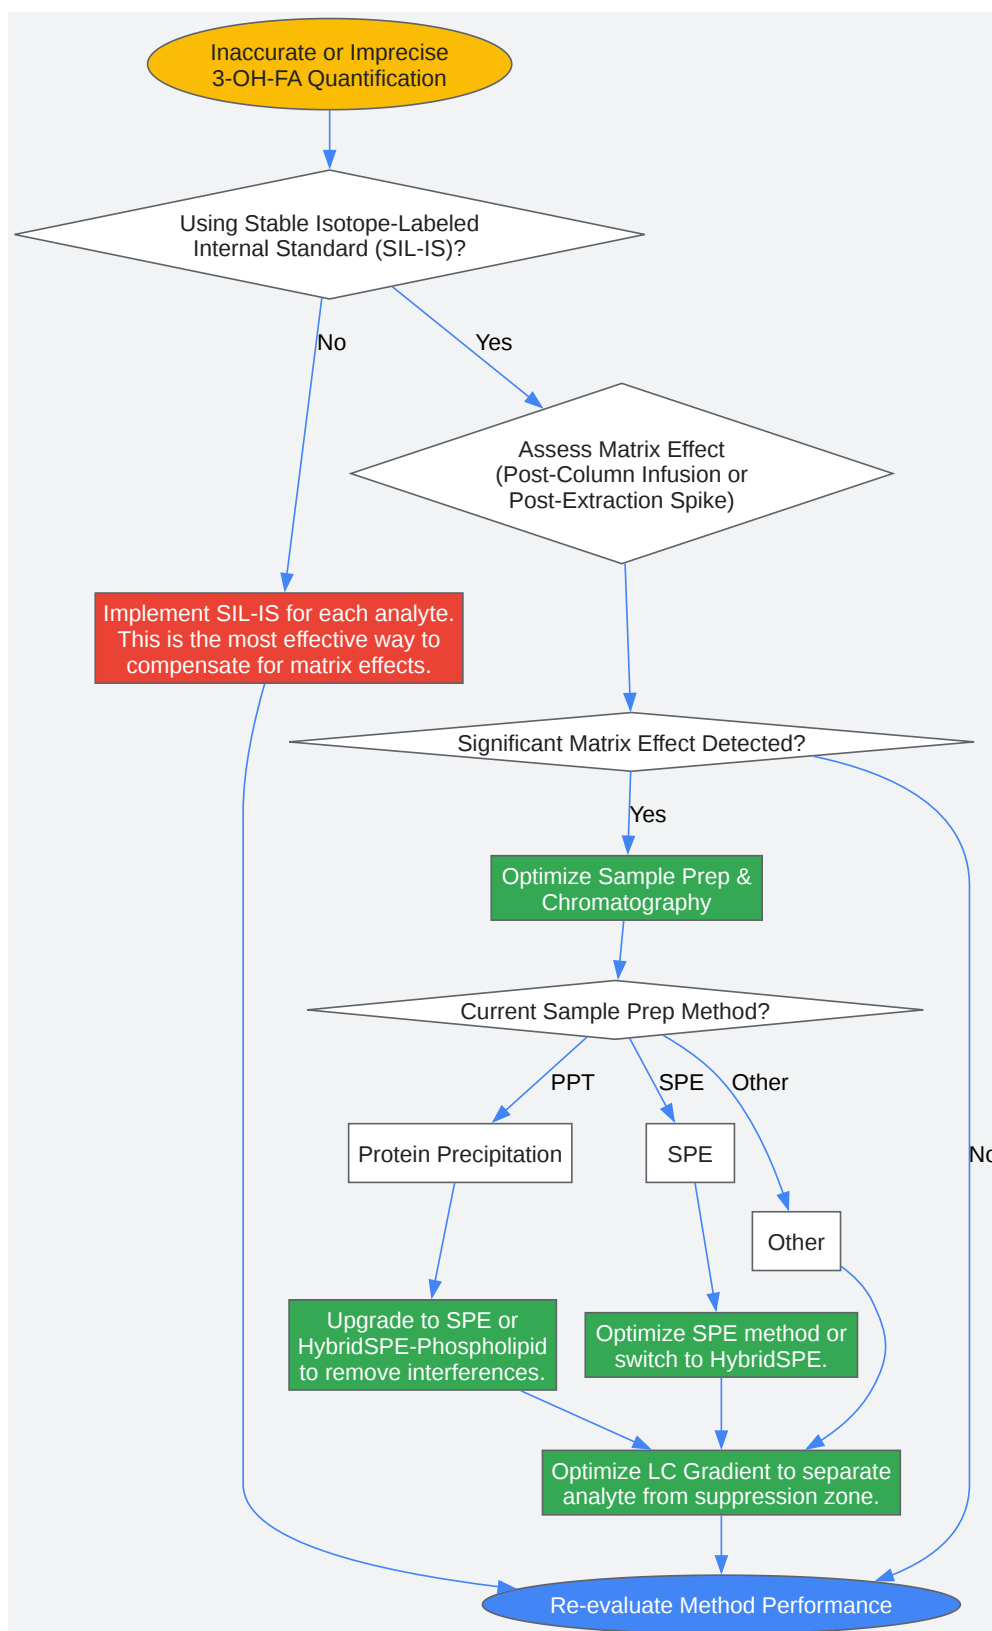 Inaccurate or Imprecise
3-OH-FA Quantification
Using Stable Isotope-Labeled
Internal Standard (SIL-IS)?
No
Yes
Assess Matrix Effect
(Post-Column Infusion or
Post-Extraction Spike)
Implement SIL-IS for each analyte.
This is the most effective way to
compensate for matrix effects.
Significant Matrix Effect Detected?
Yes
Optimize Sample Prep &
Chromatography
Current Sample Prep Method?
PPT
SPE
Other
Protein Precipitation
SPE
No
Other
Upgrade to SPE or
HybridSPE-Phospholipid
to remove interferences.
Optimize SPE method or
switch to HybridSPE.
Optimize LC Gradient to separate
analyte from suppression zone.
Re-evaluate Method Performance